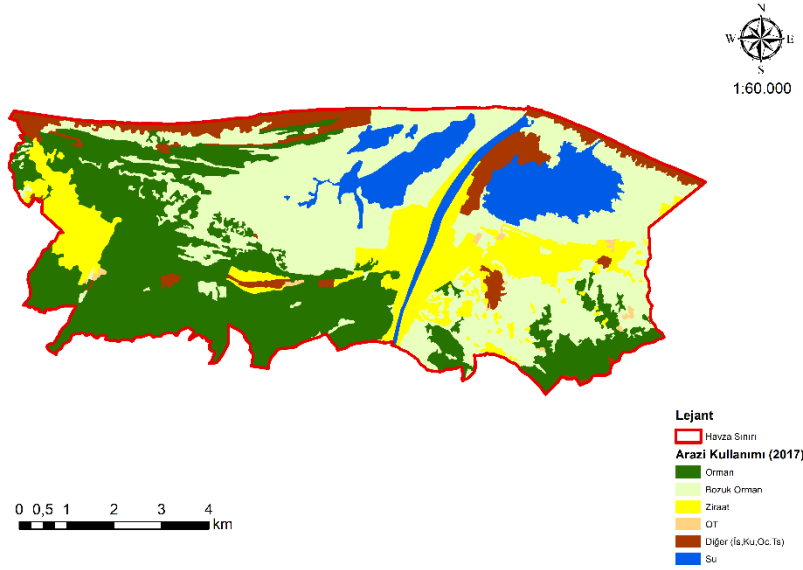 N
W E
S
1:60.000
Lejant
Havza Sınırı
Arazi Kullanımı (2017)
Orman
Bozuk Orman
Ziraat
OT
Diğer (İs,Ku,Oc.Ts)
Su
0 0,5 1 2 3 4
km